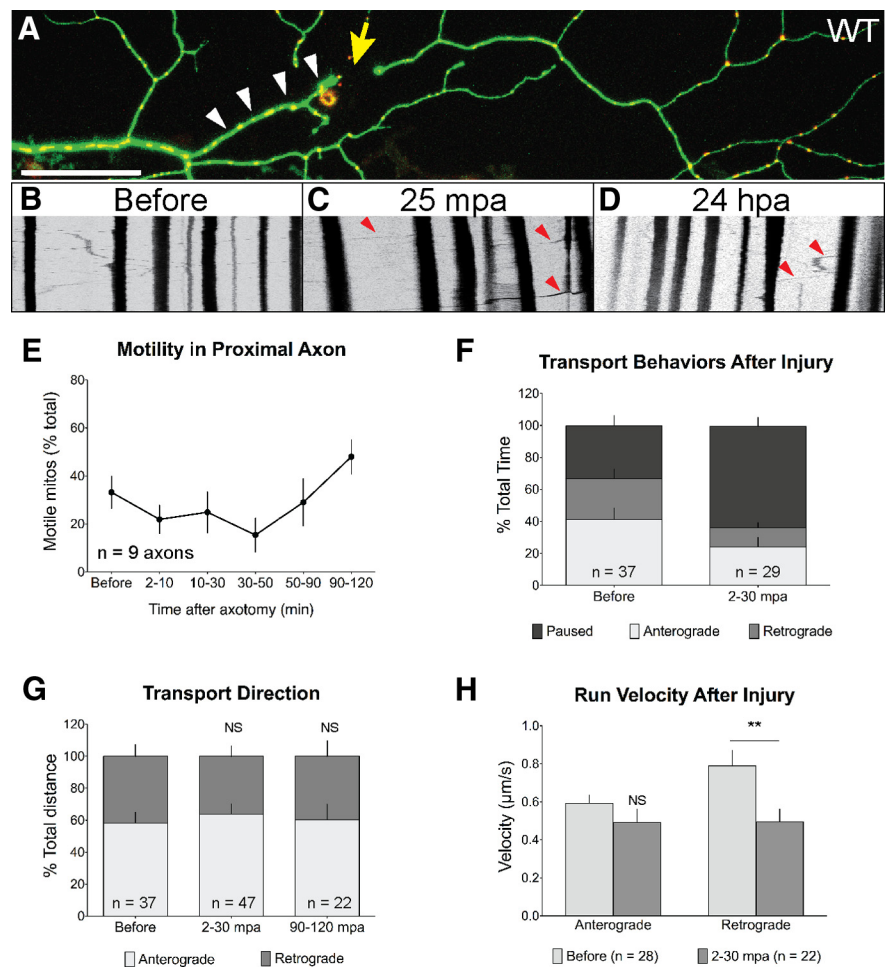 A
WT
B Before
C 25 mpa
D 24 hpa
E Motility in Proximal Axon
Motile mitos (% total)
80
60
40
20
0
n = 9 axons
Before 2-10 10-30 30-50 50-90 90-120
Time after axotomy (min)
F Transport Behaviors After Injury
% Total Time
120
100
80
60
40
20
0
n = 37 n = 29
Before 2-30 mpa
Paused Anterograde Retrograde
G Transport Direction
% Total distance
120
100
80
60
40
20
0
NS NS
n = 37 n = 47 n = 22
Before 2-30 mpa 90-120 mpa
Anterograde Retrograde
H Run Velocity After Injury
Velocity (µm/s)
1.0
0.8
0.6
0.4
0.2
0.0
NS
**
Anterograde Retrograde
Before (n = 28) 2-30 mpa (n = 22)